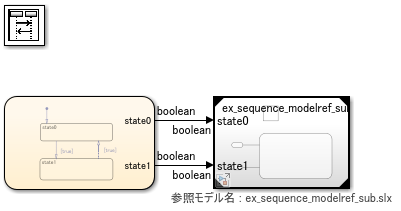 boolean
state0
boolean
ex_sequence_modelref_sub
state0
state0
[true]
[true]
state1
boolean
state1
boolean
state1
参照モデル名：ex_sequence_modelref_sub.slx